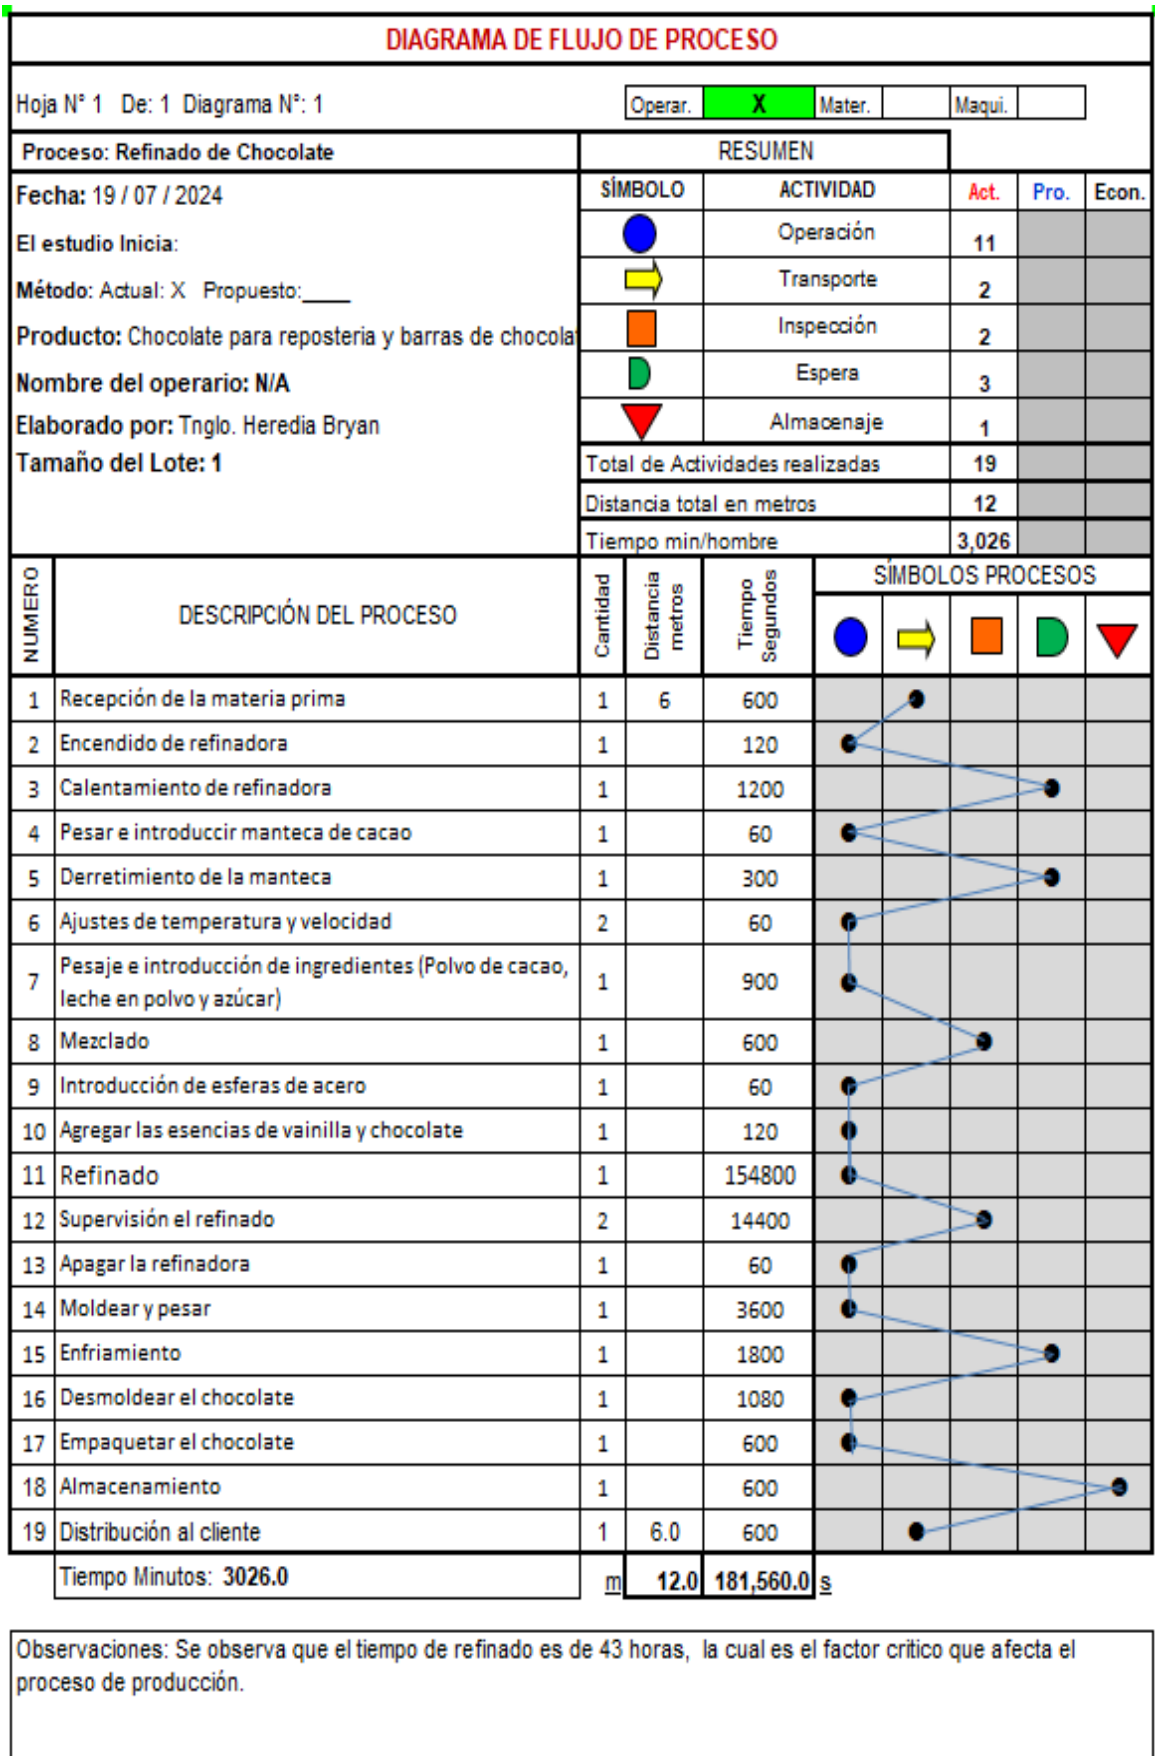 DIAGRAMA DE FLUJO DE PROCESO
Hoja N° 1 De: 1 Diagrama N°: 1 Operar. X Mater. Maqui.
Proceso: Refinado de Chocolate RESUMEN
Fecha: 19 / 07 / 2024 SÍMBOLO ACTIVIDAD Act. Pro. Econ.
El estudio Inicia: Operación 11
Método: Actual: X Propuesto:____ Transporte 2
Producto: Chocolate para reposteria y barras de chocolat Inspección 2
Nombre del operario: N/A Espera 3
Elaborado por: Tnglo. Heredia Bryan Almacenaje 1
Tamaño del Lote: 1 Total de Actividades realizadas 19
Distancia total en metros 12
Tiempo min/hombre 3,026
NUMERO DESCRIPCIÓN DEL PROCESO Cantidad Distancia metros Tiempo Segundos SÍMBOLOS PROCESOS
1 Recepción de la materia prima 1 6 600
2 Encendido de refinadora 1 120
3 Calentamiento de refinadora 1 1200
4 Pesar e introduccir manteca de cacao 1 60
5 Derretimiento de la manteca 1 300
6 Ajustes de temperatura y velocidad 2 60
7 Pesaje e introducción de ingredientes (Polvo de cacao, 1 900
leche en polvo y azúcar)
8 Mezclado 1 600
9 Introducción de esferas de acero 1 60
10 Agregar las esencias de vainilla y chocolate 1 120
11 Refinado 1 154800
12 Supervisión el refinado 2 14400
13 Apagar la refinadora 1 60
14 Moldear y pesar 1 3600
15 Enfriamiento 1 1800
16 Desmoldear el chocolate 1 1080
17 Empaquetar el chocolate 1 600
18 Almacenamiento 1 600
19 Distribución al cliente 1 6.0 600
Tiempo Minutos: 3026.0 m 12.0 181,560.0 s
Observaciones: Se observa que el tiempo de refinado es de 43 horas, la cual es el factor critico que afecta el
proceso de producción.